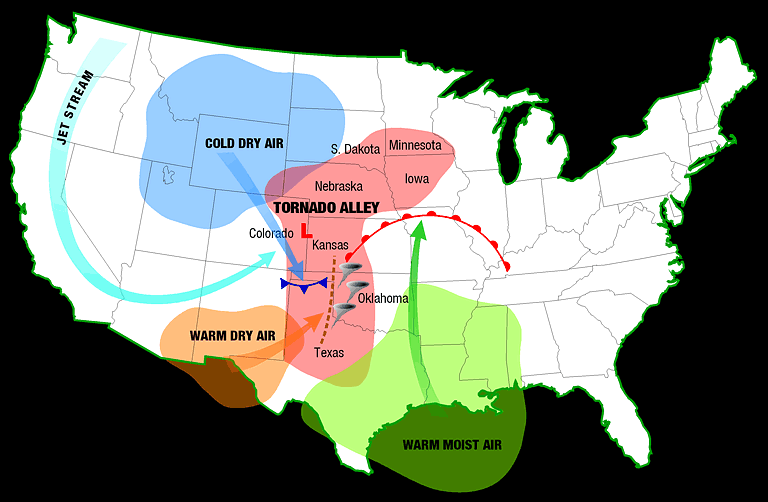 JET STREAM
COLD DRY AIR
S. Dakota
Minnesota
Nebraska
Iowa
TORNADO ALLEY
Colorado
L
Kansas
Oklahoma
WARM DRY AIR
Texas
WARM MOIST AIR